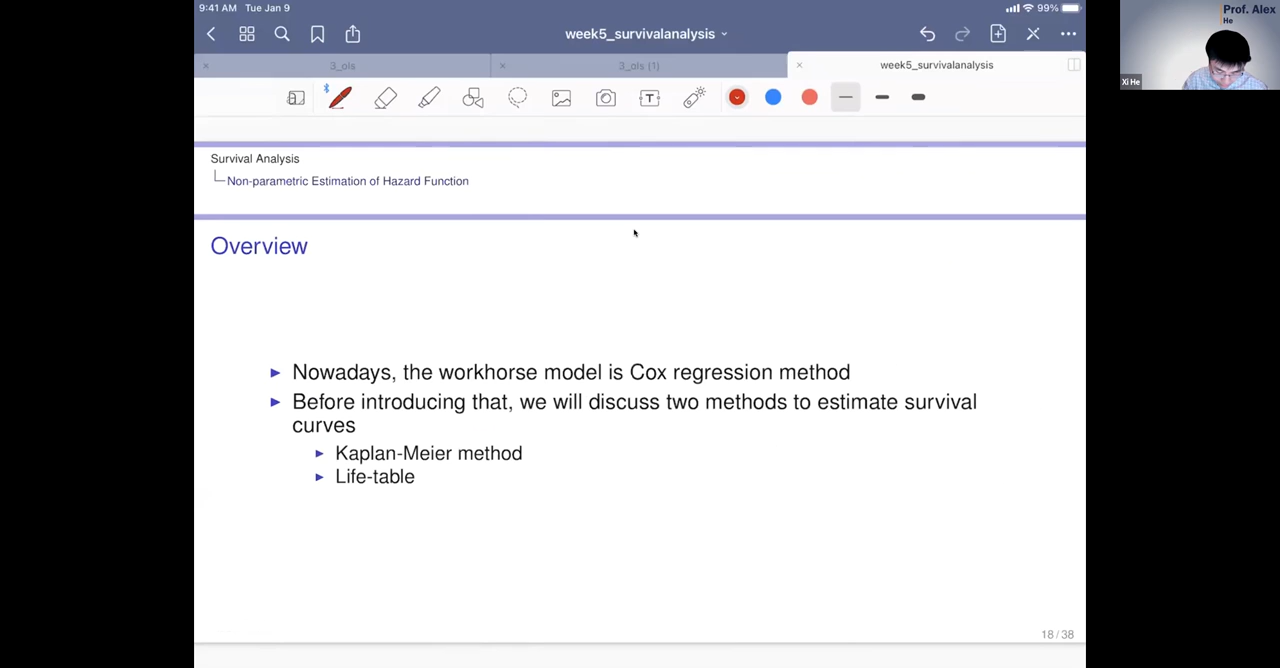 9:41 AM Tue Jan 9
99%
week5_survivalanalysis
3_ols
3_ols (1)
week5_survivalanalysis
T
Survival Analysis
Non-parametric Estimation of Hazard Function
Overview
Nowadays, the workhorse model is Cox regression method
Before introducing that, we will discuss two methods to estimate survival
curves
Kaplan-Meier method
Life-table
18 / 38
Prof. Alex
He
Xi He